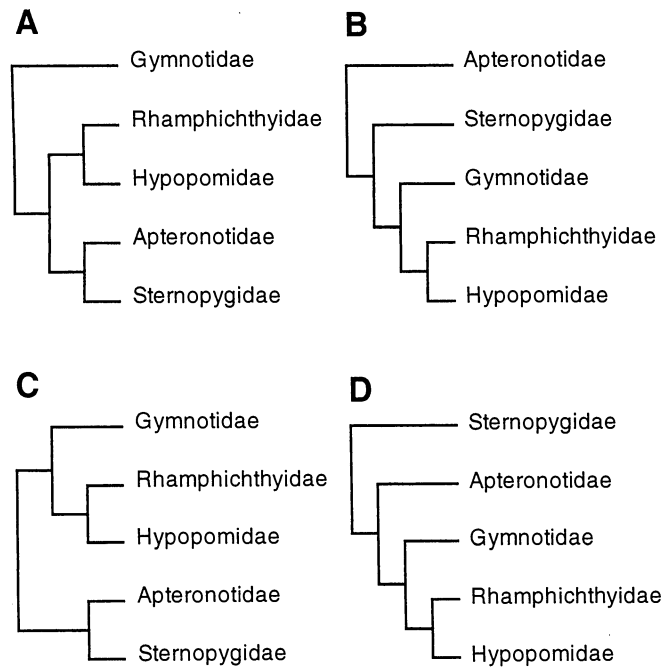 A
Gymnotidae
Rhamphichthyidae
Hypopomidae
Apteronotidae
Sternopygidae
B
Apteronotidae
Sternopygidae
Gymnotidae
Rhamphichthyidae
Hypopomidae
C
Gymnotidae
Rhamphichthyidae
Hypopomidae
Apteronotidae
Sternopygidae
D
Sternopygidae
Apteronotidae
Gymnotidae
Rhamphichthyidae
Hypopomidae